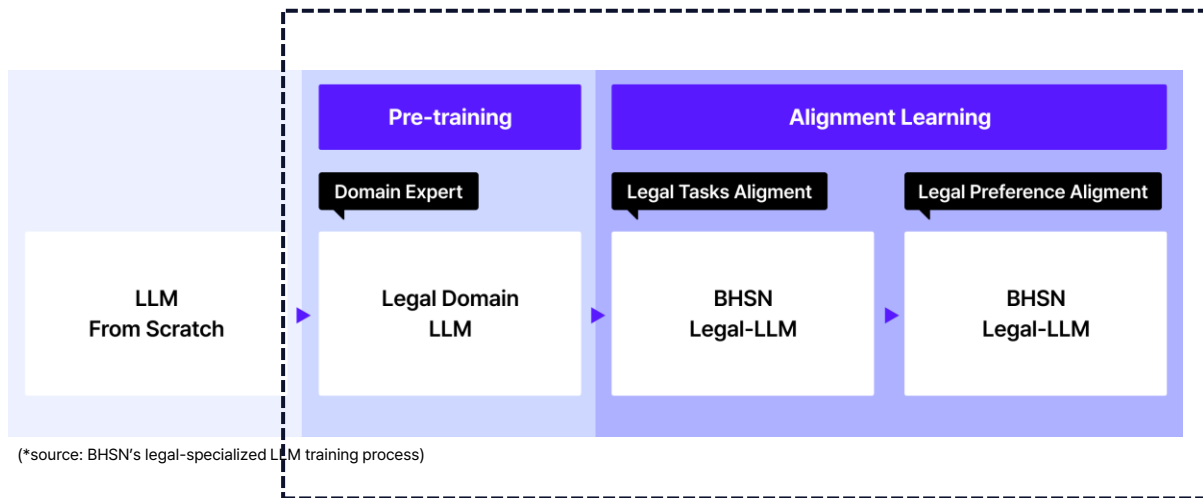 Pre-training
Alignment Learning
Domain Expert
Legal Tasks Aligment
Legal Preference Aligment
LLM
From Scratch
Legal Domain
LLM
BHSN
Legal-LLM
BHSN
Legal-LLM
(*source: BHSN's legal-specialized LLM training process)